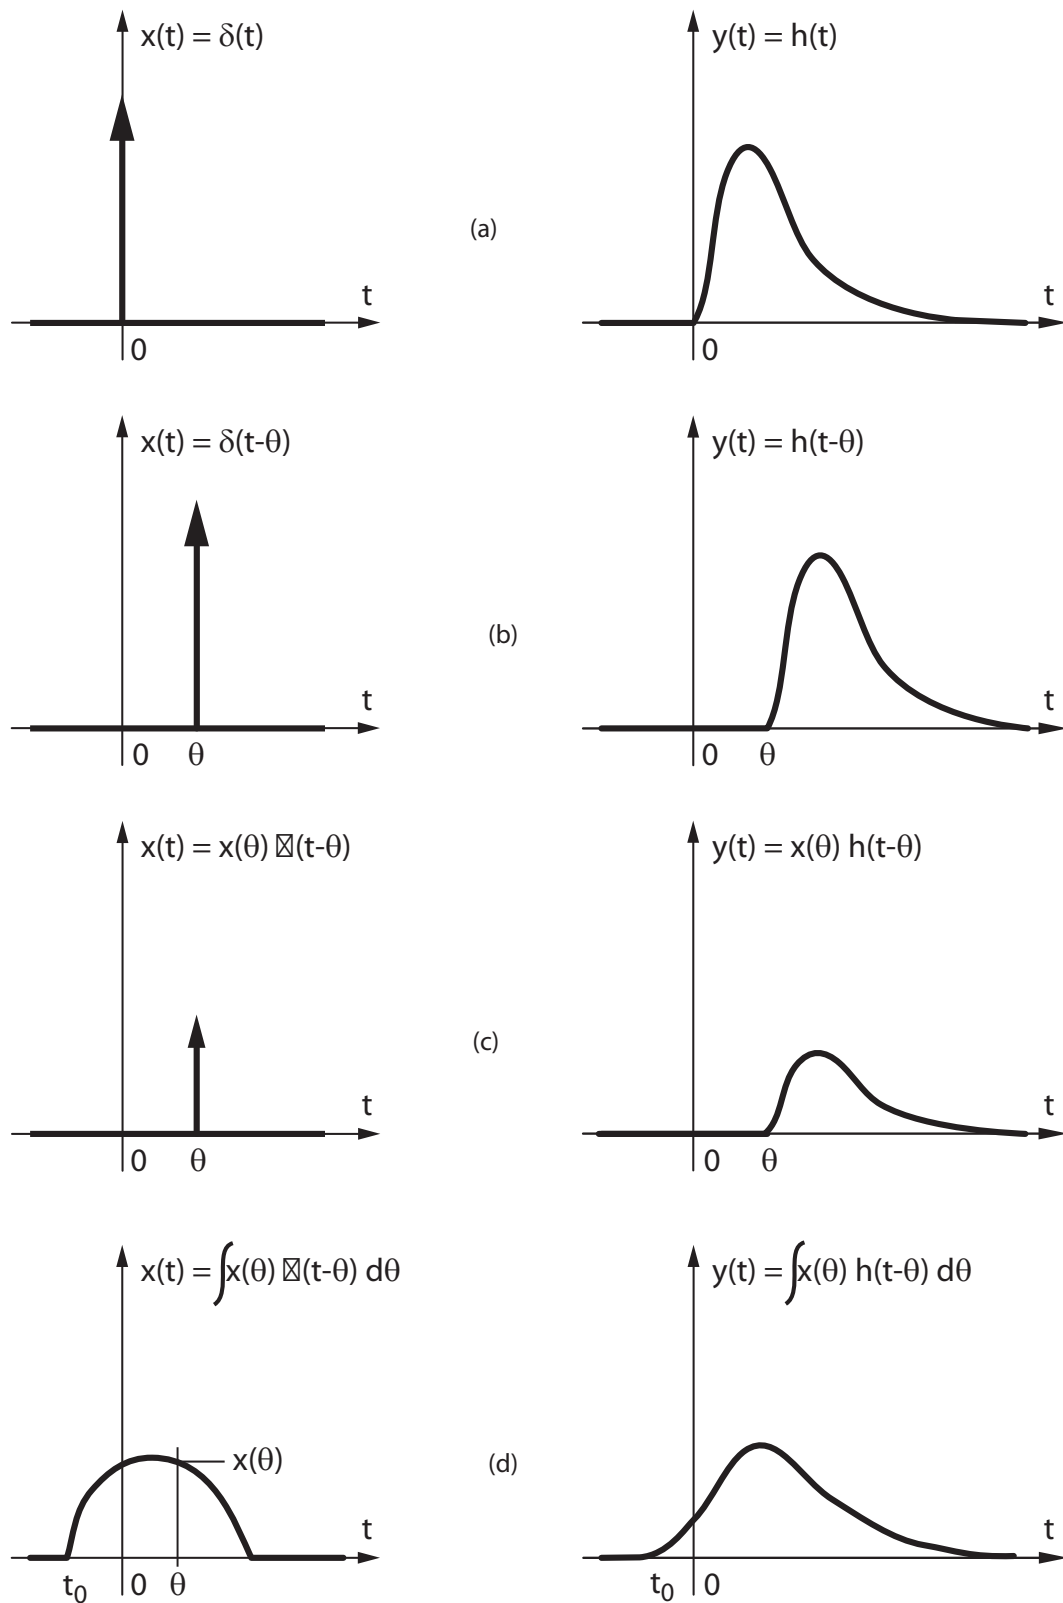 x(t) = δ(t)
y(t) = h(t)
t
t
0
0
(a)
x(t) = δ(t-θ)
y(t) = h(t-θ)
t
t
0 θ
0 θ
(b)
x(t) = x(θ) (t-θ)
y(t) = x(θ) h(t-θ)
t
t
0 θ
0 θ
(c)
x(t) = ∫x(θ) (t-θ) dθ
y(t) = ∫x(θ) h(t-θ) dθ
x(θ)
t
t
t₀ 0 θ
t₀ 0
(d)